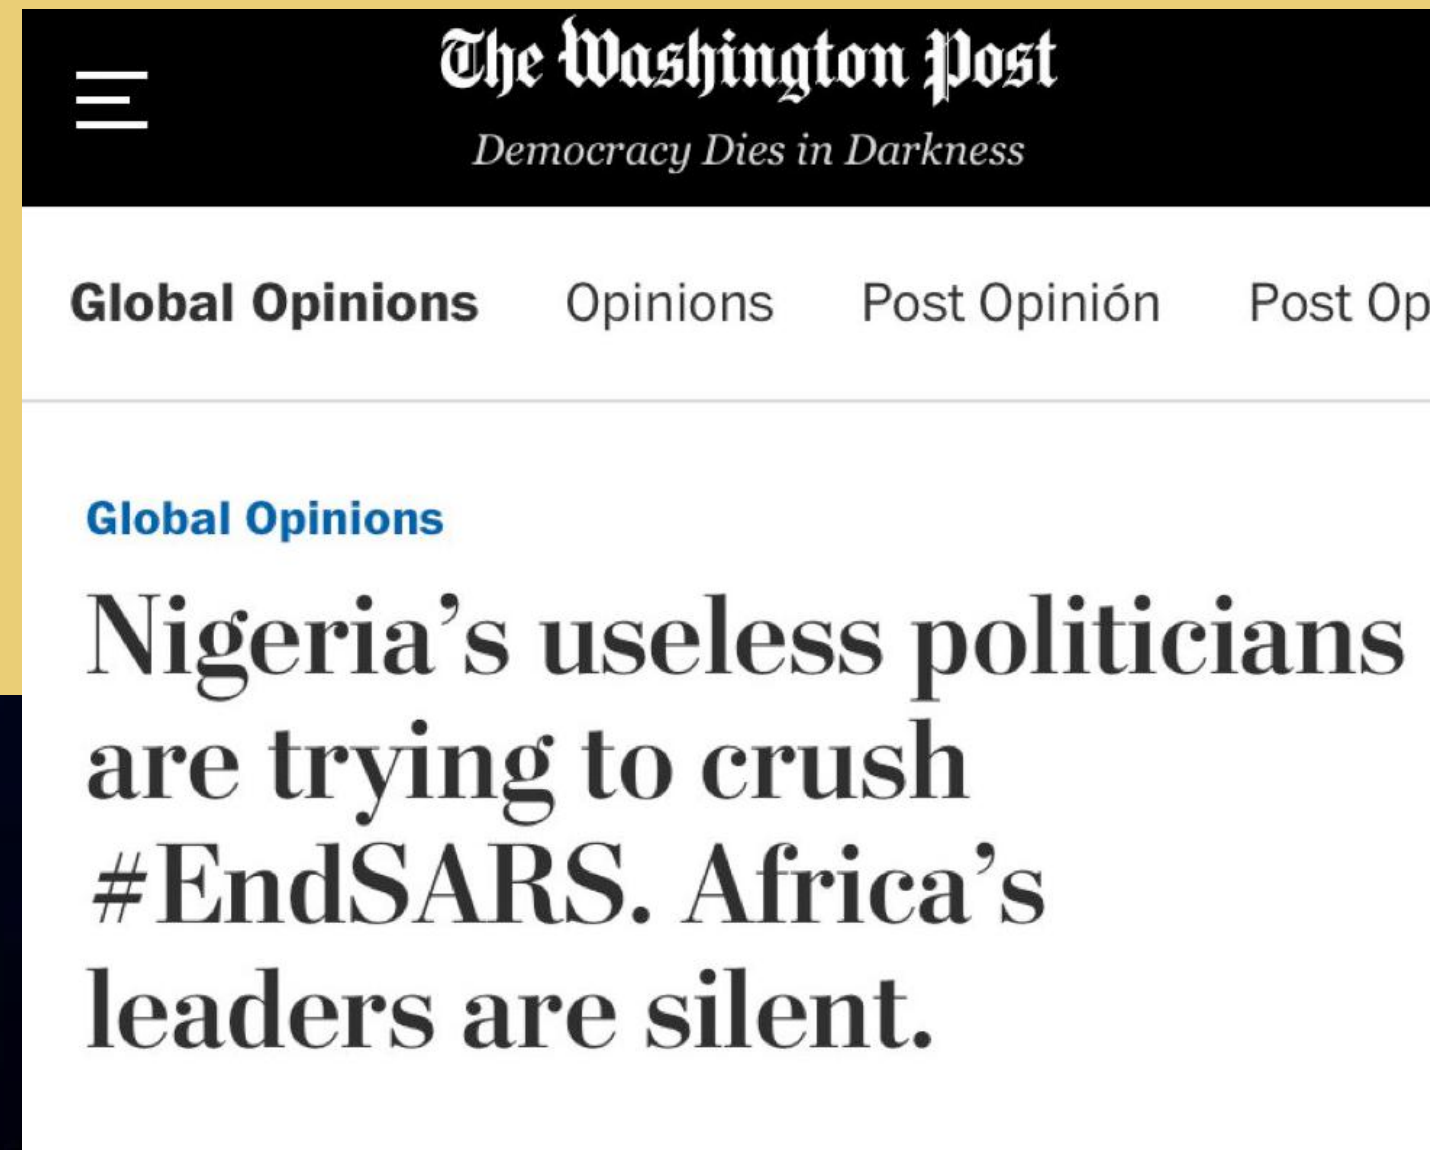 The Washington Post
Democracy Dies in Darkness
Global Opinions Opinions Post Opinión Post Op
Global Opinions
Nigeria’s useless politicians
are trying to crush
#EndSARS. Africa’s
leaders are silent.